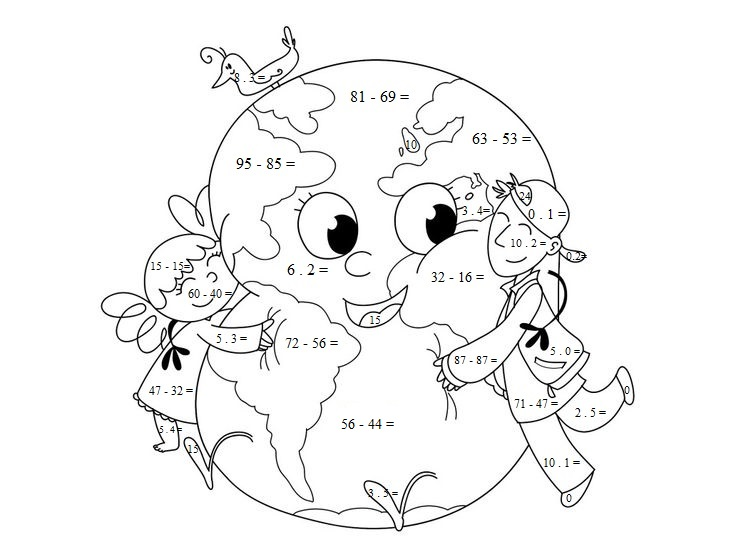 8 . 3 =
81 - 69 =
63 - 53 =
10
95 - 85 =
24
3 . 4=
0 . 1 =
10 . 2 =
0.2=
15 - 15=
6 . 2 =
32 - 16 =
60 - 40 =
15
5 . 3 =
72 - 56 =
87 - 87 =
5 . 0 =
47 - 32 =
71 - 47 =
0
2 . 5 =
56 - 44 =
5 . 4 =
15
10 . 1 =
3 . 5 =
0